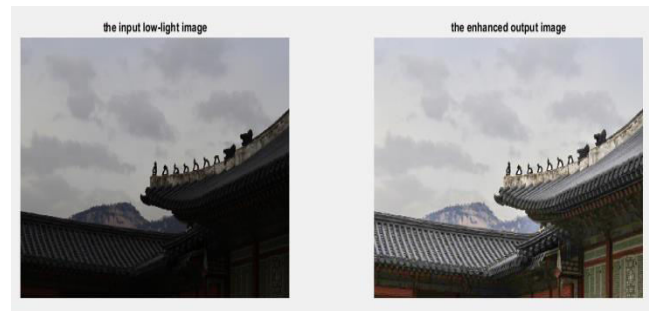 the input low-light image
the enhanced output image